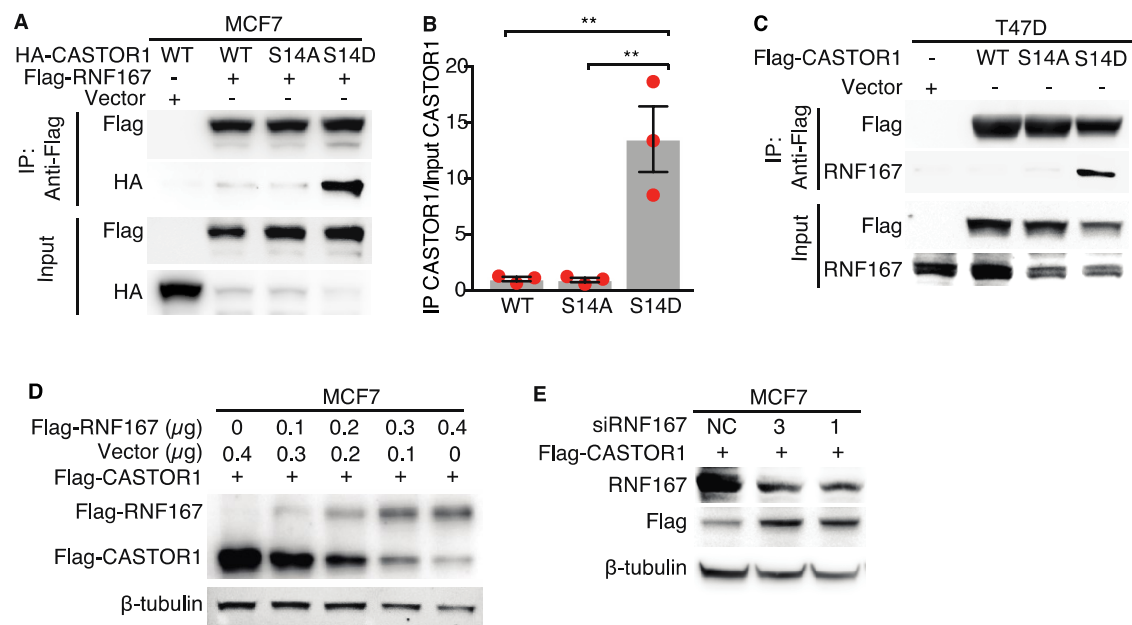 A
MCF7
HA-CASTOR1 WT WT S14A S14D
Flag-RNF167 - + + +
Vector + - - -
IP: Anti-Flag
Flag
HA
Input
Flag
HA
B
** 
**
IP CASTOR1/Input CASTOR1
20
15
10
5
0
WT S14A S14D
C
T47D
Flag-CASTOR1 - WT S14A S14D
Vector + - - -
IP: Anti-Flag
Flag
RNF167
Input
Flag
RNF167
D
MCF7
Flag-RNF167 (µg) 0 0.1 0.2 0.3 0.4
Vector (µg) 0.4 0.3 0.2 0.1 0
Flag-CASTOR1 + + + + +
Flag-RNF167
Flag-CASTOR1
β-tubulin
E
MCF7
siRNF167 NC 3 1
Flag-CASTOR1 + + +
RNF167
Flag
β-tubulin